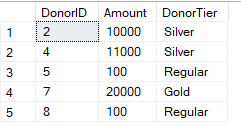 DonorID Amount DonorTier
1 2 10000 Silver
2 4 11000 Silver
3 5 100 Regular
4 7 20000 Gold
5 8 100 Regular